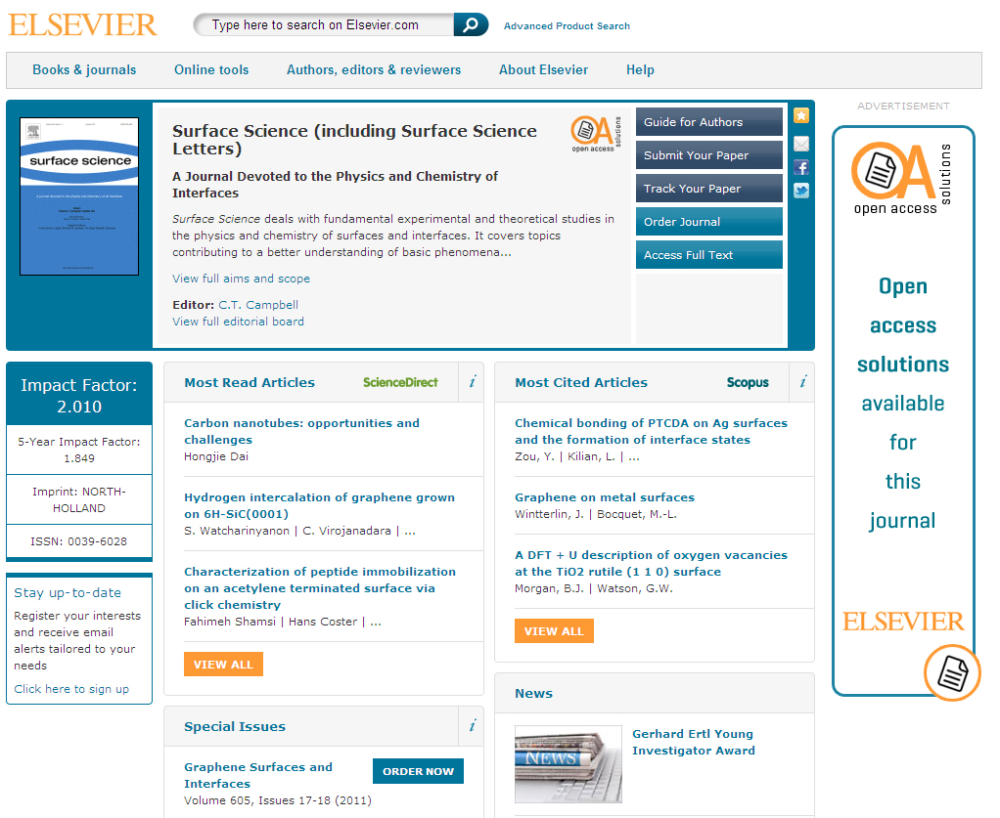 ELSEVIER
Type here to search on Elsevier.com
Advanced Product Search
Books & journals
Online tools
Authors, editors & reviewers
About Elsevier
Help
surface science
Surface Science (including Surface Science
Letters)
A Journal Devoted to the Physics and Chemistry of
Interfaces
Surface Science deals with fundamental experimental and theoretical studies in
the physics and chemistry of surfaces and interfaces. It covers topics
contributing to a better understanding of basic phenomena...
View full aims and scope
Editor: C.T. Campbell
View full editorial board
OA
open access
solutions
Guide for Authors
Submit Your Paper
Track Your Paper
Order Journal
Access Full Text
ADVERTISEMENT
OA
open access
solutions
Open
access
solutions
available
for
this
journal
ELSEVIER
Impact Factor:
2.010
5-Year Impact Factor:
1.849
Imprint: NORTH-
HOLLAND
ISSN: 0039-6028
Stay up-to-date
Register your interests
and receive email
alerts tailored to your
needs
Click here to sign up
Most Read Articles
ScienceDirect
i
Carbon nanotubes: opportunities and
challenges
Hongjie Dai
Hydrogen intercalation of graphene grown
on 6H-SiC(0001)
S. Watcharinyanon | C. Virojanadara | ...
Characterization of peptide immobilization
on an acetylene terminated surface via
click chemistry
Fahimeh Shamsi | Hans Coster | ...
VIEW ALL
Special Issues
i
Graphene Surfaces and
Interfaces
Volume 605, Issues 17-18 (2011)
ORDER NOW
Most Cited Articles
Scopus
i
Chemical bonding of PTCDA on Ag surfaces
and the formation of interface states
Zou, Y. | Kilian, L. | ...
Graphene on metal surfaces
Wintterlin, J. | Bocquet, M.-L.
A DFT + U description of oxygen vacancies
at the TiO2 rutile (1 1 0) surface
Morgan, B.J. | Watson, G.W.
VIEW ALL
News
NEWS
Gerhard Ertl Young
Investigator Award